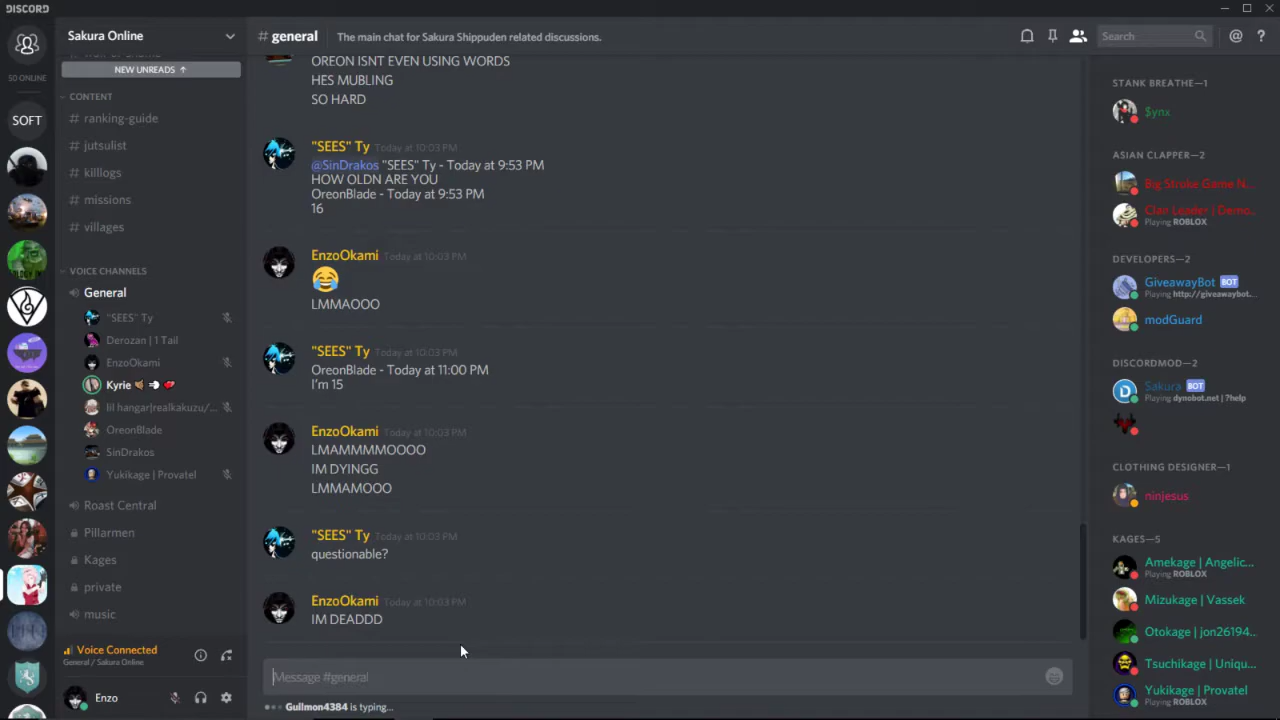 DISCORD
Sakura Online
# general
The main chat for Sakura Shippuden related discussions.
Search
50 ONLINE
SOFT
NEW UNREADS ↑
CONTENT
# ranking-guide
# jutsulist
# killlogs
# missions
# villages
VOICE CHANNELS
General
"SEES" Ty
Derozan | 1 Tail
EnzoOkami
Kyrie
lil hangar|realkakuzu/...
OreonBlade
SinDrakos
Yukikage | Provatel
Roast Central
Pillarmen
Kages
private
music
Voice Connected
General / Sakura Online
Enzo
OREON ISNT EVEN USING WORDS
HES MUBLING
SO HARD
"SEES" Ty Today at 10:03 PM
@SinDrakos "SEES" Ty - Today at 9:53 PM
HOW OLDN ARE YOU
OreonBlade - Today at 9:53 PM
16
EnzoOkami Today at 10:03 PM
😂
LMMAOOO
"SEES" Ty Today at 10:03 PM
OreonBlade - Today at 11:00 PM
I'm 15
EnzoOkami Today at 10:03 PM
LMAMMMMOOOO
IM DYINGG
LMMAMOOO
"SEES" Ty Today at 10:03 PM
questionable?
EnzoOkami Today at 10:03 PM
IM DEADDD
Message #general
Guilmon4384 is typing...
STANK BREATHE—1
$ynx
ASIAN CLAPPER—2
Big Stroke Game N...
Clan Leader | Demo...
Playing ROBLOX
DEVELOPERS—2
GiveawayBot BOT
Playing http://giveawaybot...
modGuard
DISCORDMOD—2
Sakura BOT
Playing dynobot.net | ?help
CLOTHING DESIGNER—1
ninjesus
KAGES—5
Amekage | Angelic...
Playing ROBLOX
Mizukage | Vassek
Otokage | jon26194...
Tsuchikage | Uniqu...
Yukikage | Provatel
Playing ROBLOX